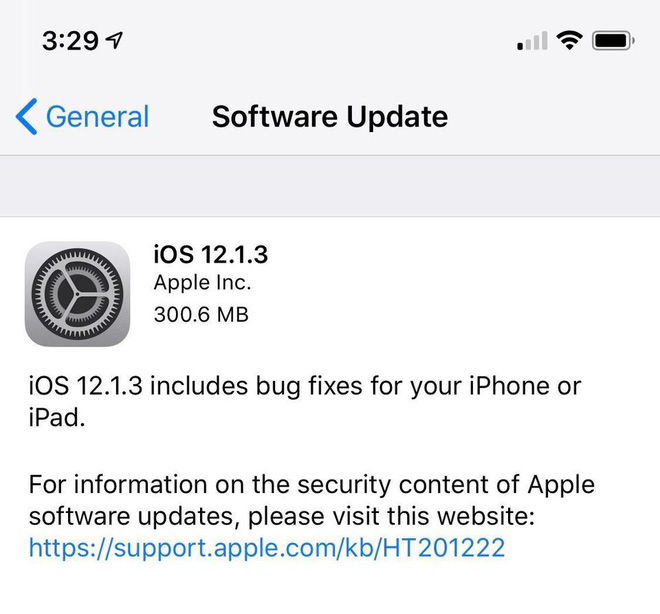 3:29
General
Software Update
iOS 12.1.3
Apple Inc.
300.6 MB
iOS 12.1.3 includes bug fixes for your iPhone or
iPad.
For information on the security content of Apple
software updates, please visit this website:
https://support.apple.com/kb/HT201222